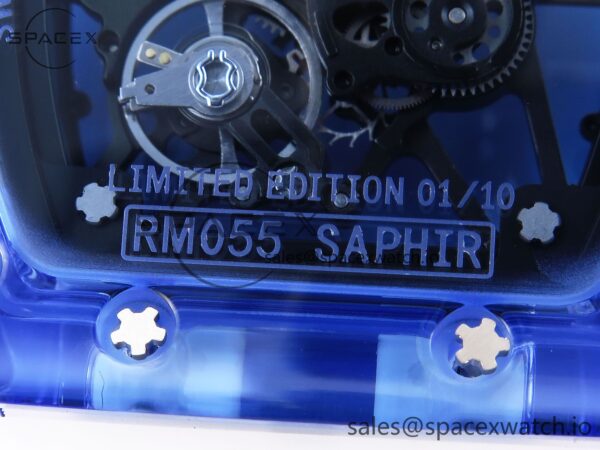 SPACEX
LIMITED EDITION 01/10
RM055 SAPHIR
sales@spacexwatch.io